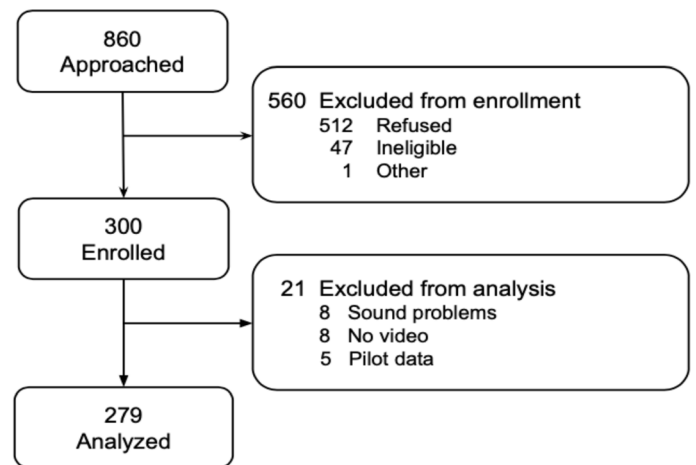 860
Approached
560 Excluded from enrollment
512 Refused
47 Ineligible
1 Other
300
Enrolled
21 Excluded from analysis
8 Sound problems
8 No video
5 Pilot data
279
Analyzed